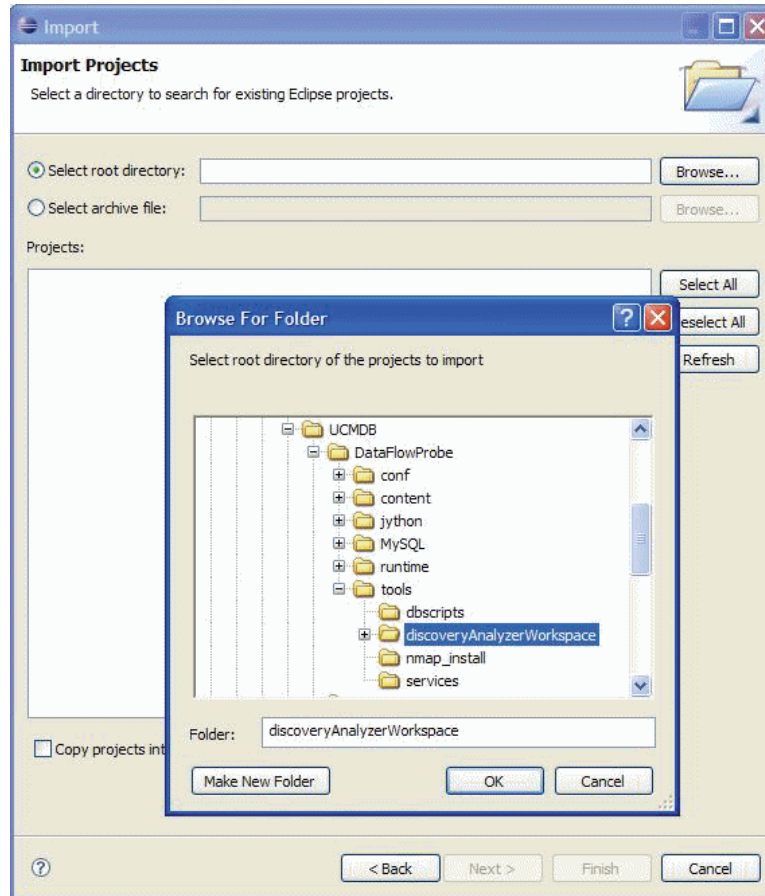 Import
Import Projects
Select a directory to search for existing Eclipse projects.
Select root directory:
Browse...
Select archive file:
Browse...
Projects:
Select All
eselect All
Refresh
Browse For Folder
?
Select root directory of the projects to import
UCMDB
DataFlowProbe
conf
content
jython
MySQL
runtime
tools
dbscripts
discoveryAnalyzerWorkspace
nmap_install
services
Folder:
discoveryAnalyzerWorkspace
Copy projects int
Make New Folder
OK
Cancel
?
< Back
Next >
Finish
Cancel